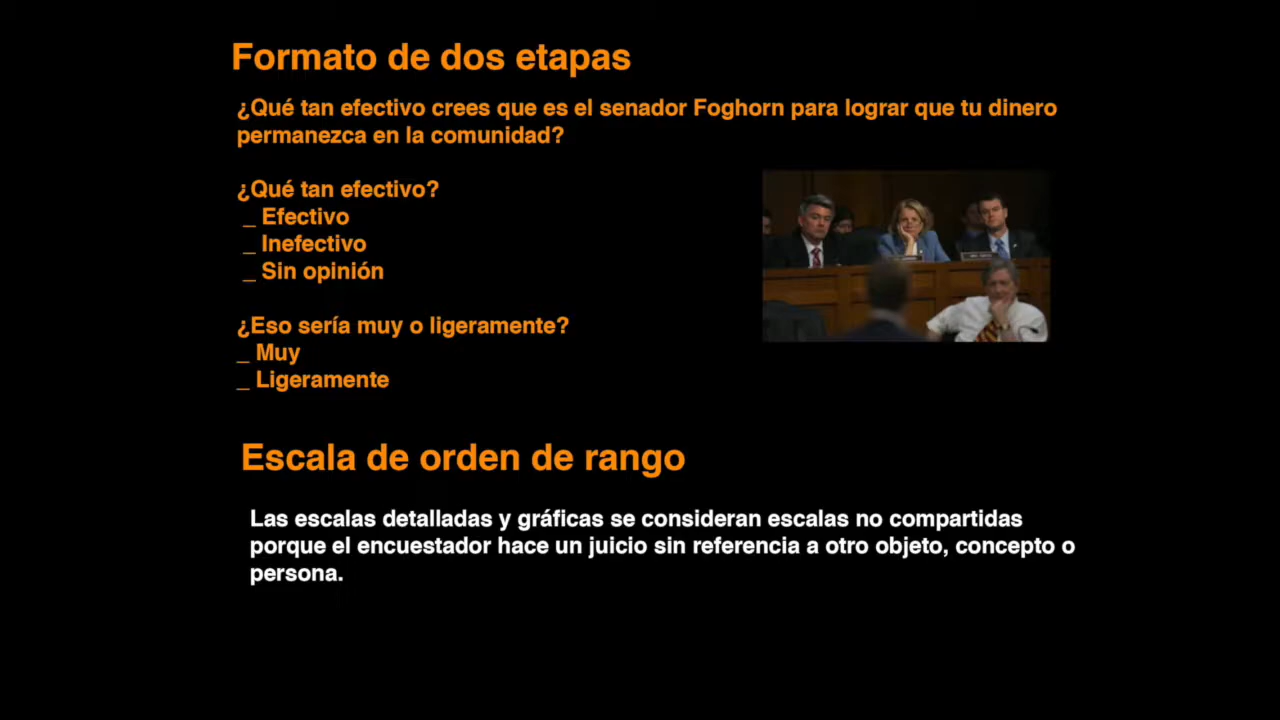 Formato de dos etapas
¿Qué tan efectivo crees que es el senador Foghorn para lograr que tu dinero
permanezca en la comunidad?
¿Qué tan efectivo?
_ Efectivo
_ Inefectivo
_ Sin opinión
¿Eso sería muy o ligeramente?
_ Muy
_ Ligeramente
Escala de orden de rango
Las escalas detalladas y gráficas se consideran escalas no compartidas
porque el encuestador hace un juicio sin referencia a otro objeto, concepto o
persona.